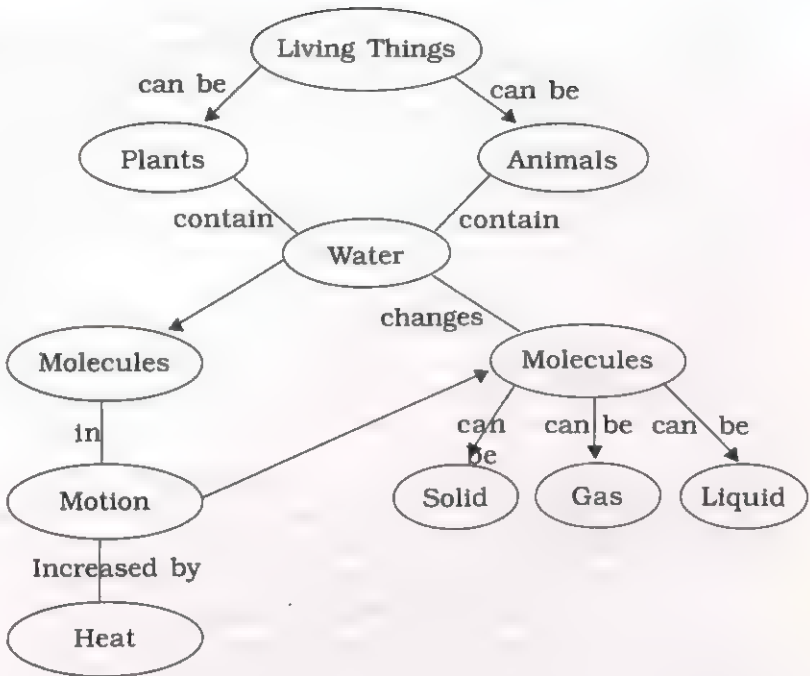 Living Things
can be
can be
Plants
Animals
contain
contain
Water
changes
Molecules
Molecules
in
can be
can be
can be
Motion
Solid
Gas
Liquid
Increased by
Heat